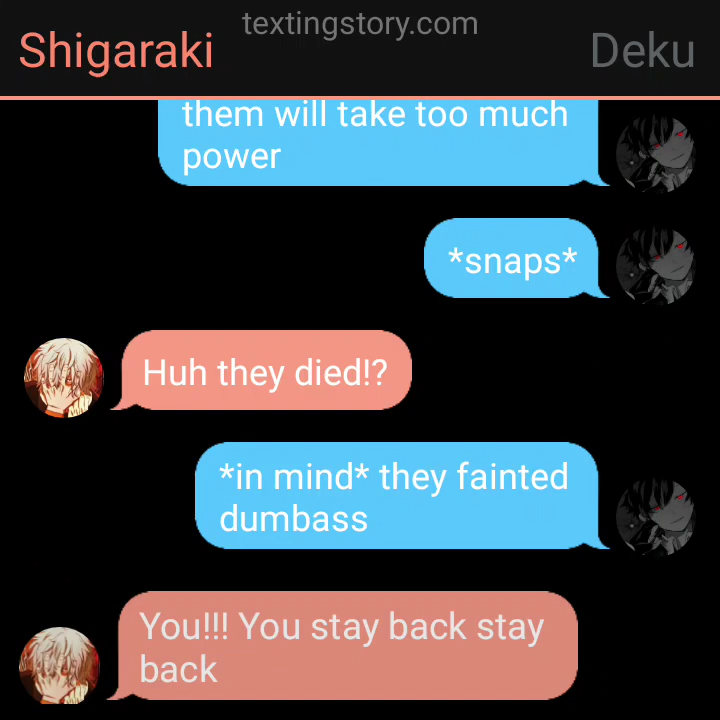 textingstory.com
Shigaraki
Deku
them will take too much
power
*snaps*
Huh they died!?
*in mind* they fainted
dumbass
You!!! You stay back stay
back